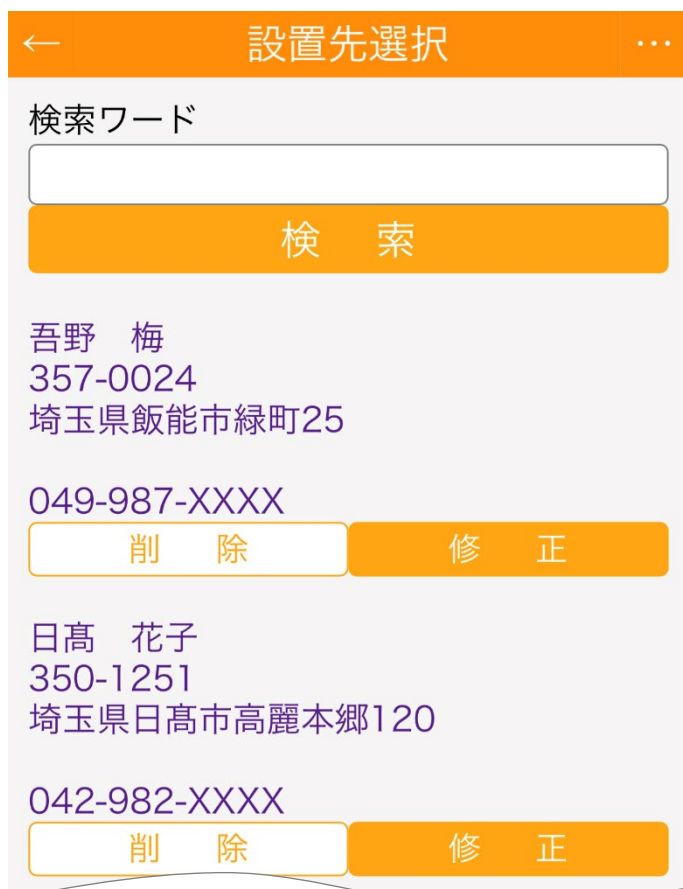 ← 設置先選択 …
検索ワード
検　索
吾野　梅
357-0024
埼玉県飯能市緑町25
049-987-XXXX
削　除　修　正
日髙　花子
350-1251
埼玉県日高市高麗本郷120
042-982-XXXX
削　除　修　正